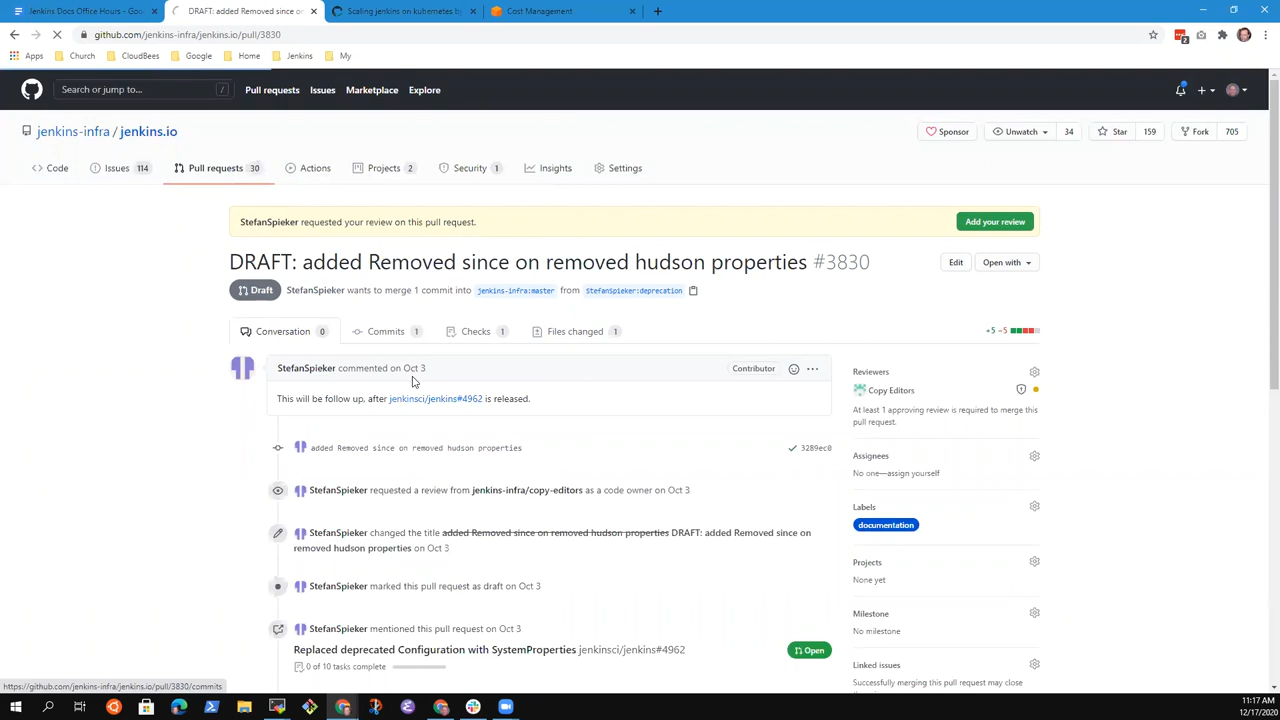 Jenkins Docs Office Hours - Goo
DRAFT: added Removed since on
Scaling jenkins on kubernetes by
Cost Management
github.com/jenkins-infra/jenkins.io/pull/3830
Apps
Church
CloudBees
Google
Home
Jenkins
My
Search or jump to...
/
Pull requests
Issues
Marketplace
Explore
jenkins-infra / jenkins.io
Sponsor
Unwatch
34
Star
159
Fork
705
Code
Issues 114
Pull requests 30
Actions
Projects 2
Security 1
Insights
Settings
StefanSpieker requested your review on this pull request.
Add your review
DRAFT: added Removed since on removed hudson properties #3830
Edit
Open with
Draft
StefanSpieker wants to merge 1 commit into jenkins-infra:master from StefanSpieker:deprecation
Conversation 0
Commits 1
Checks 1
Files changed 1
+5 −5
StefanSpieker commented on Oct 3
Contributor
This will be follow up, after jenkinsci/jenkins#4962 is released.
added Removed since on removed hudson properties
3289ec0
StefanSpieker requested a review from jenkins-infra/copy-editors as a code owner on Oct 3
StefanSpieker changed the title added Removed since on removed hudson properties DRAFT: added Removed since on
removed hudson properties on Oct 3
StefanSpieker marked this pull request as draft on Oct 3
StefanSpieker mentioned this pull request on Oct 3
Replaced deprecated Configuration with SystemProperties jenkinsci/jenkins#4962
Open
0 of 10 tasks complete
Reviewers
Copy Editors
At least 1 approving review is required to merge this
pull request.
Assignees
No one—assign yourself
Labels
documentation
Projects
None yet
Milestone
No milestone
Linked issues
Successfully merging this pull request may close
https://github.com/jenkins-infra/jenkins.io/pull/3830/commits
11:17 AM
12/17/2020